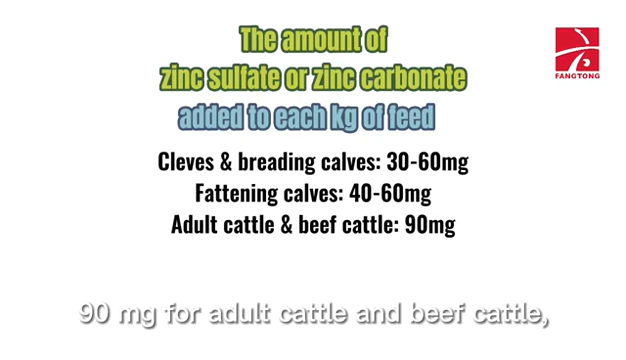 The amount of
zinc sulfate or zinc carbonate
added to each kg of feed
FANGTONG
Cleves & breading calves: 30-60mg
Fattening calves: 40-60mg
Adult cattle & beef cattle: 90mg
90 mg for adult cattle and beef cattle,